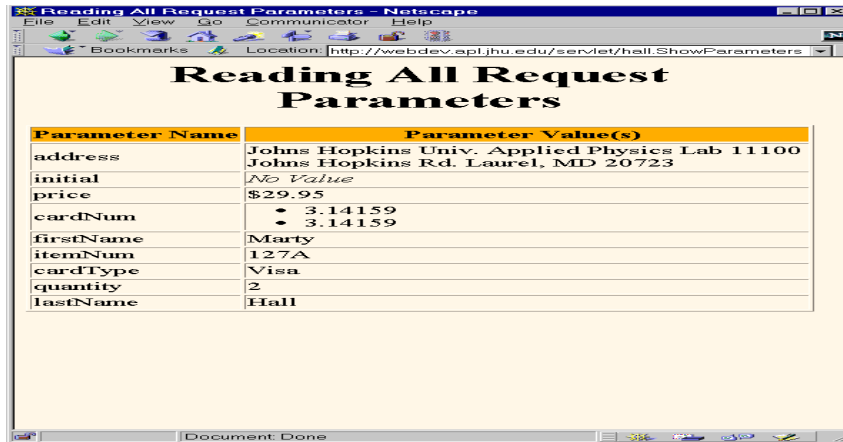 Reading All Request Parameters - Netscape
File Edit View Go Communicator Help
Bookmarks Location: http://webdev.apl.jhu.edu/servlet/hall.ShowParameters
N
Reading All Request
Parameters
Parameter Name Parameter Value(s)
address Johns Hopkins Univ. Applied Physics Lab 11100
Johns Hopkins Rd. Laurel, MD 20723
initial No Value
price $29.95
cardNum • 3.14159
• 3.14159
firstName Marty
itemNum 127A
cardType Visa
quantity 2
lastName Hall
Document: Done